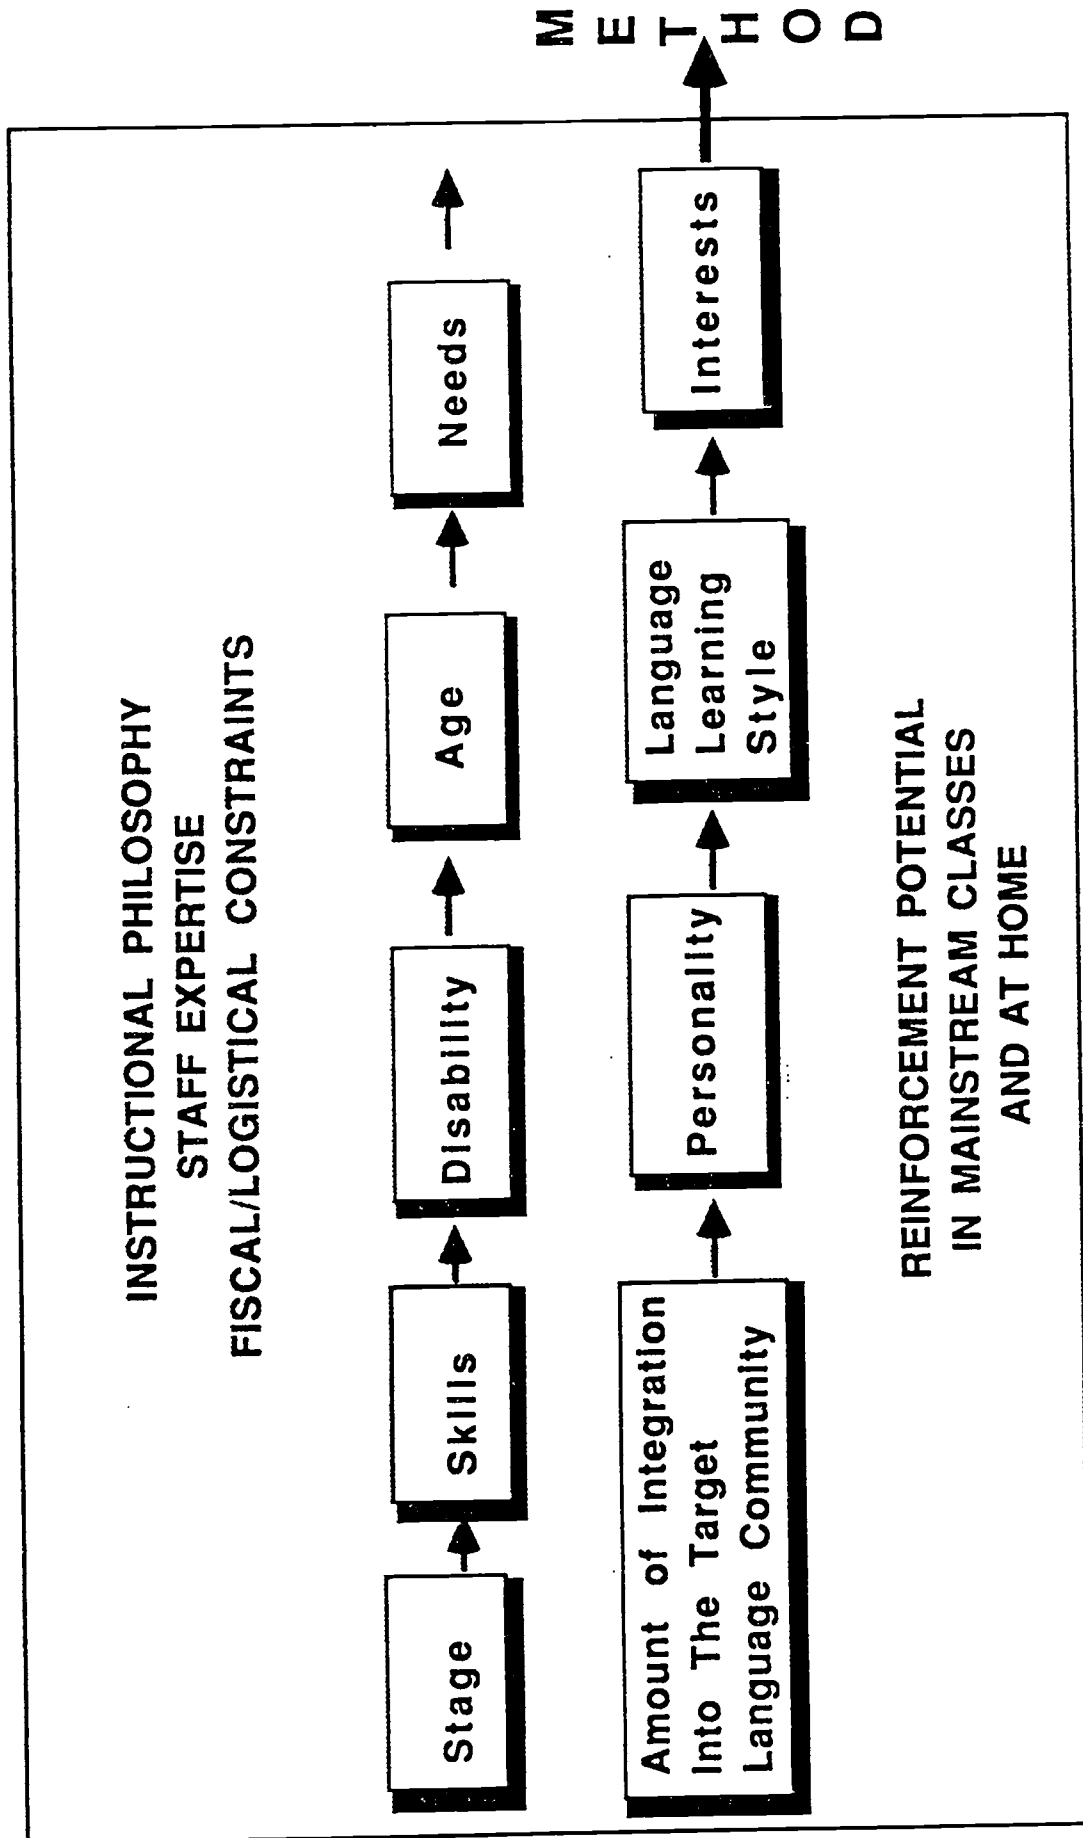 INSTRUCTIONAL PHILOSOPHY
STAFF EXPERTISE
FISCAL/LOGISTICAL CONSTRAINTS
Stage
Skills
Disability
Age
Needs
Amount of Integration
Into The Target
Language Community
Personality
Language
Learning
Style
Interests
REINFORCEMENT POTENTIAL
IN MAINSTREAM CLASSES
AND AT HOME
M
E
T
H
O
D